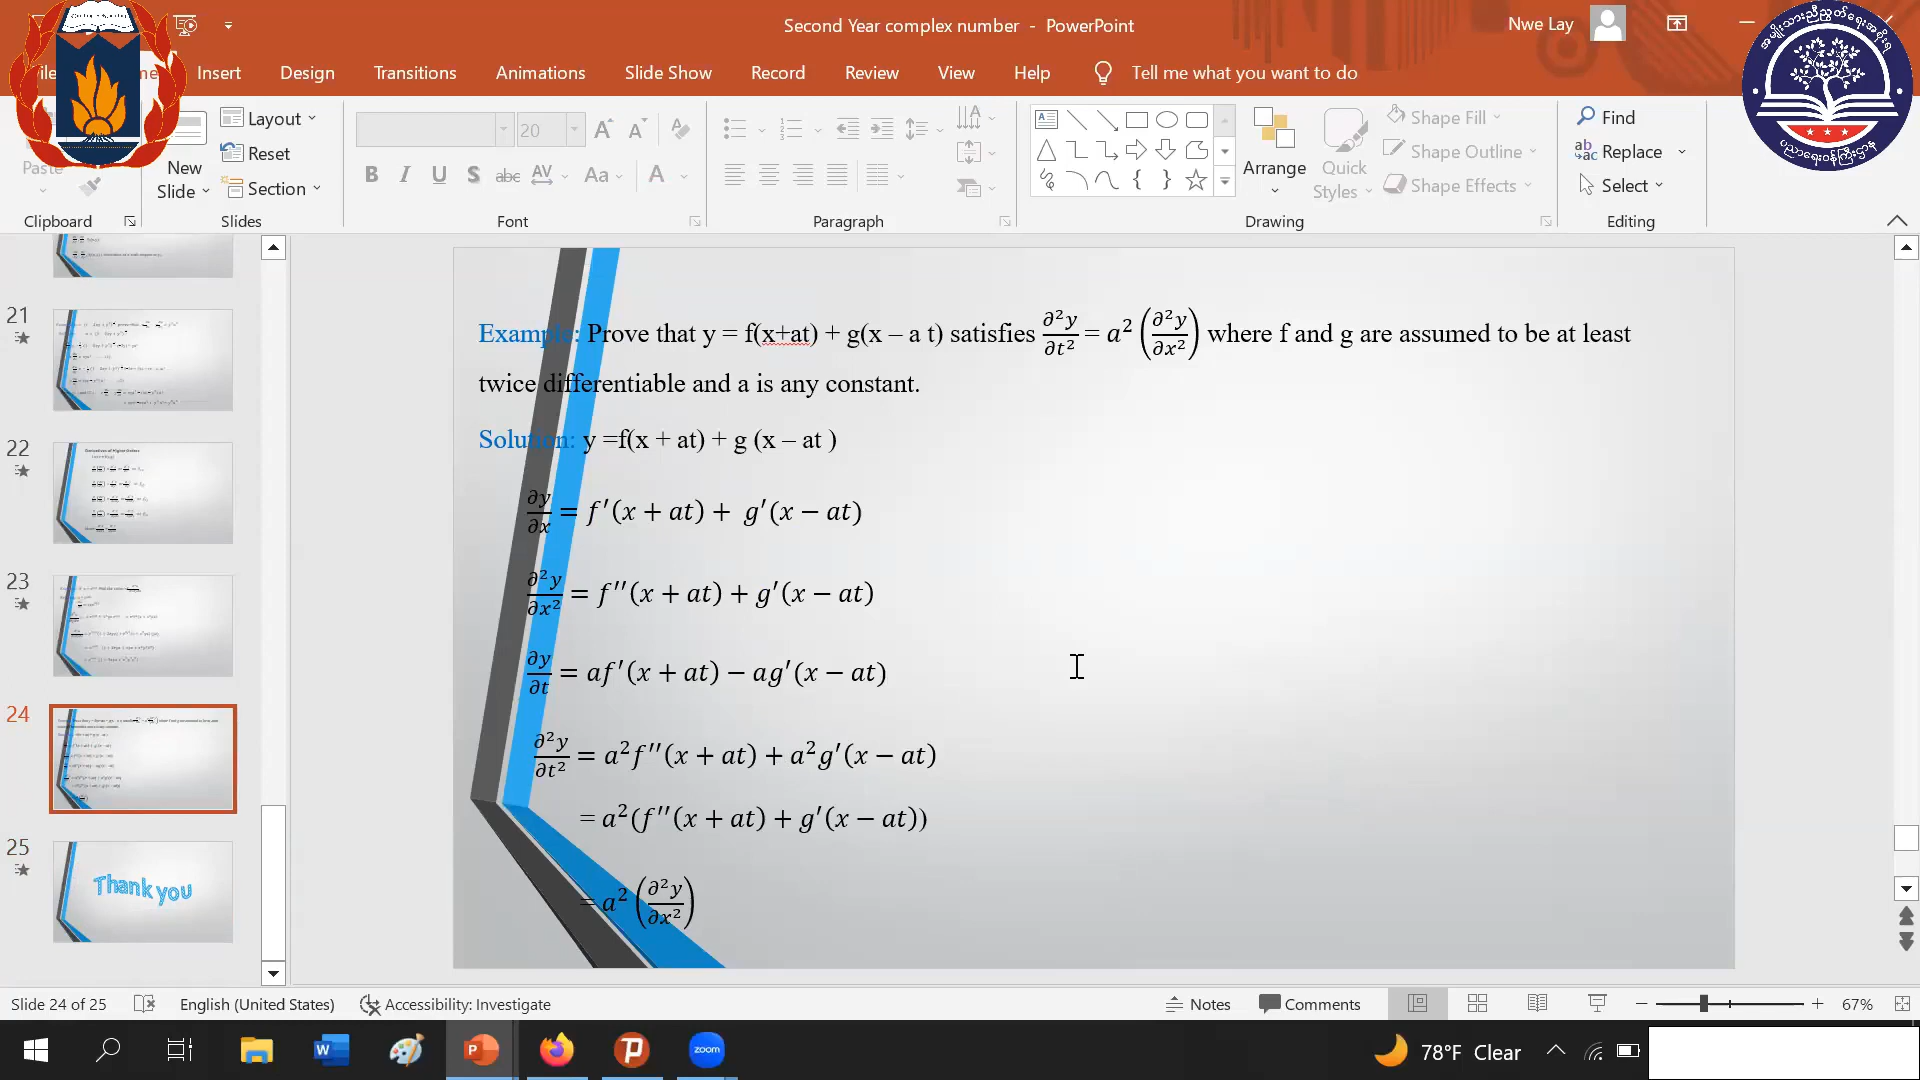 Second Year complex number - PowerPoint
Nwe Lay
Insert Design Transitions Animations Slide Show Record Review View Help Tell me what you want to do
Paste
New Slide
Layout
Reset
Section
20
Arrange
Quick Styles
Shape Fill
Shape Outline
Shape Effects
Find
Replace
Select
Clipboard Slides Font Paragraph Drawing Editing
21
22
23
24
25
Thank you
Example: Prove that y = f(x+at) + g(x – a t) satisfies ∂²y/∂t² = a² (∂²y/∂x²) where f and g are assumed to be at least
twice differentiable and a is any constant.
Solution: y =f(x + at) + g (x – at )
∂y/∂x = f′(x + at) + g′(x − at)
∂²y/∂x² = f′′(x + at) + g′(x − at)
∂y/∂t = af′(x + at) − ag′(x − at)
∂²y/∂t² = a²f′′(x + at) + a²g′(x − at)
= a²(f′′(x + at) + g′(x − at))
= a² (∂²y/∂x²)
Slide 24 of 25 English (United States) Accessibility: Investigate Notes Comments 67%
zoom
78°F Clear